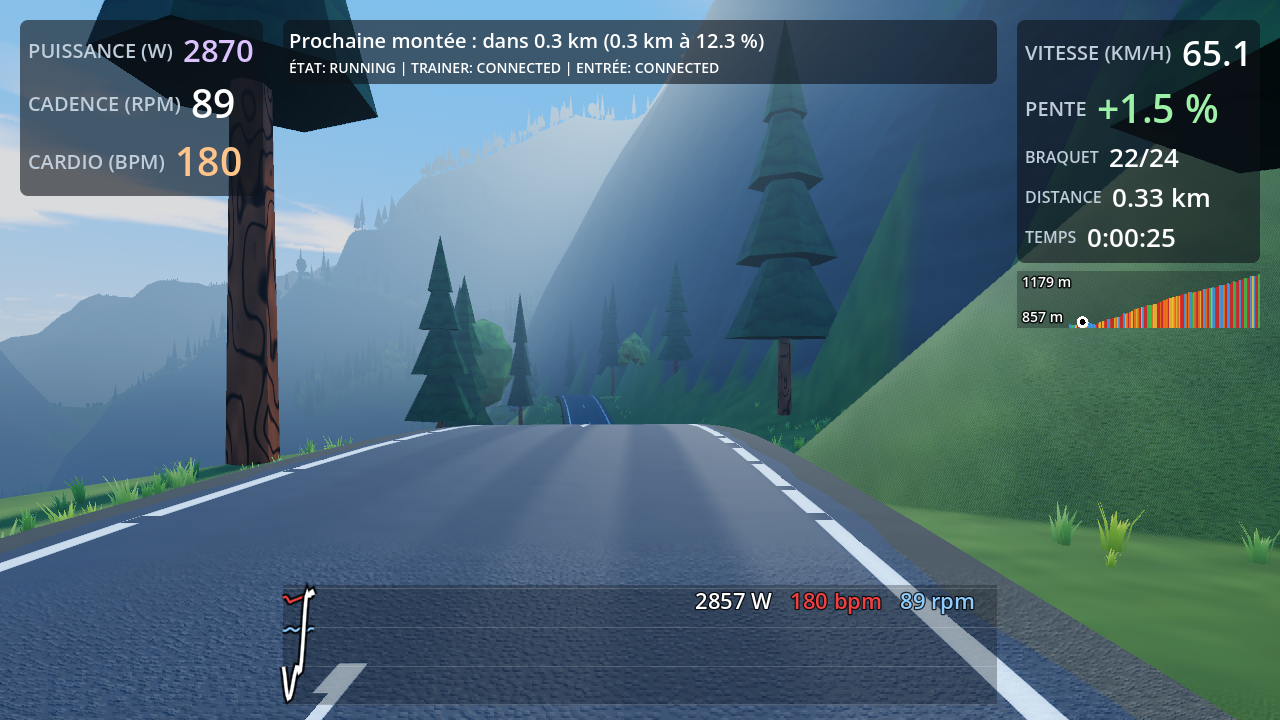 PUISSANCE (W) 2870
CADENCE (RPM) 89
CARDIO (BPM) 180
Prochaine montée : dans 0.3 km (0.3 km à 12.3 %)
ÉTAT: RUNNING | TRAINER: CONNECTED | ENTRÉE: CONNECTED
VITESSE (KM/H) 65.1
PENTE +1.5 %
BRAQUET 22/24
DISTANCE 0.33 km
TEMPS 0:00:25
1179 m
857 m
2857 W 180 bpm 89 rpm